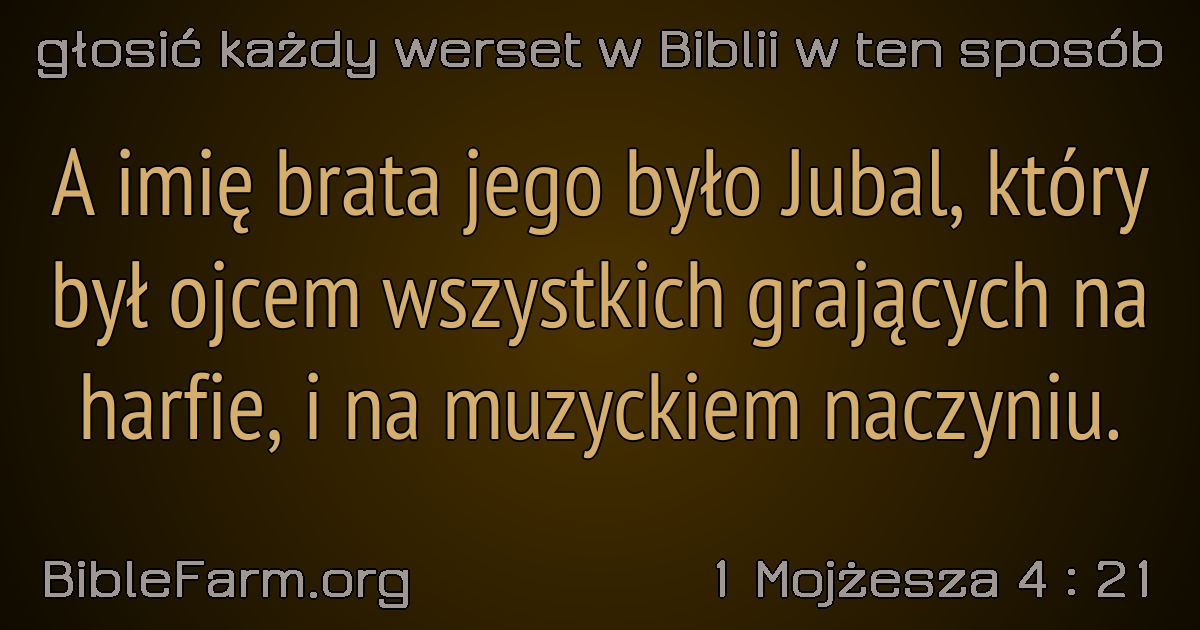 głosić każdy werset w Biblii w ten sposób
A imię brata jego było Jubal, który
był ojcem wszystkich grających na
harfie, i na muzyckiem naczyniu.
BibleFarm.org
1 Mojżesza 4 : 21